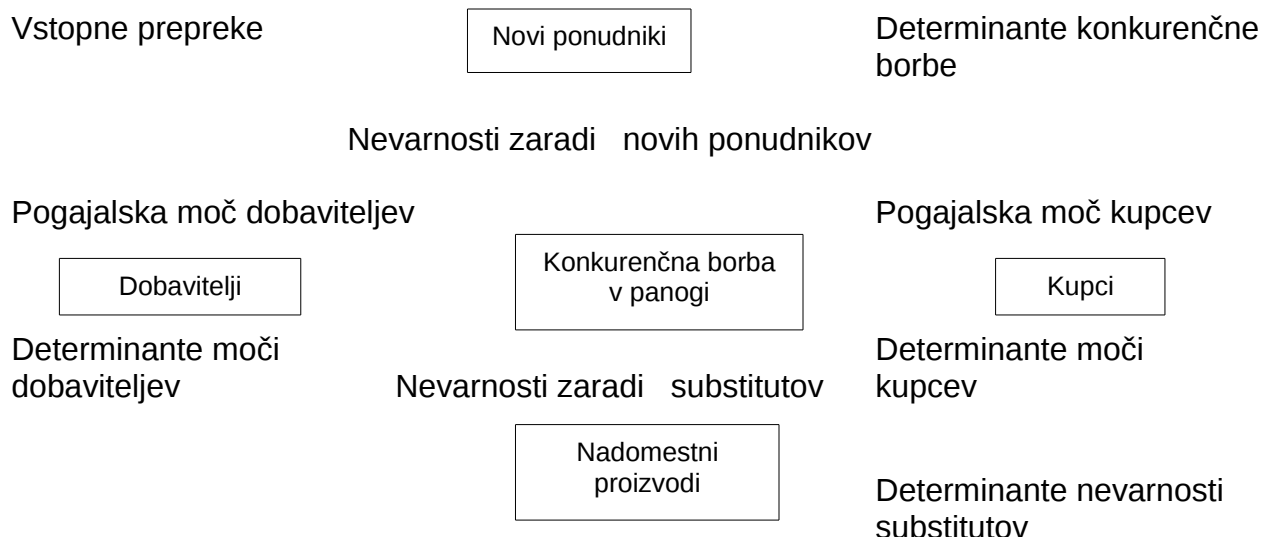 Vstopne prepreke
Novi ponudniki
Determinante konkurenčne
borbe
Nevarnosti zaradi novih ponudnikov
Pogajalska moč dobaviteljev
Pogajalska moč kupcev
Dobavitelji
Konkurenčna borba
v panogi
Kupci
Determinante moči
dobaviteljev
Determinante moči
kupcev
Nevarnosti zaradi substitutov
Nadomestni
proizvodi
Determinante nevarnosti
substitutov